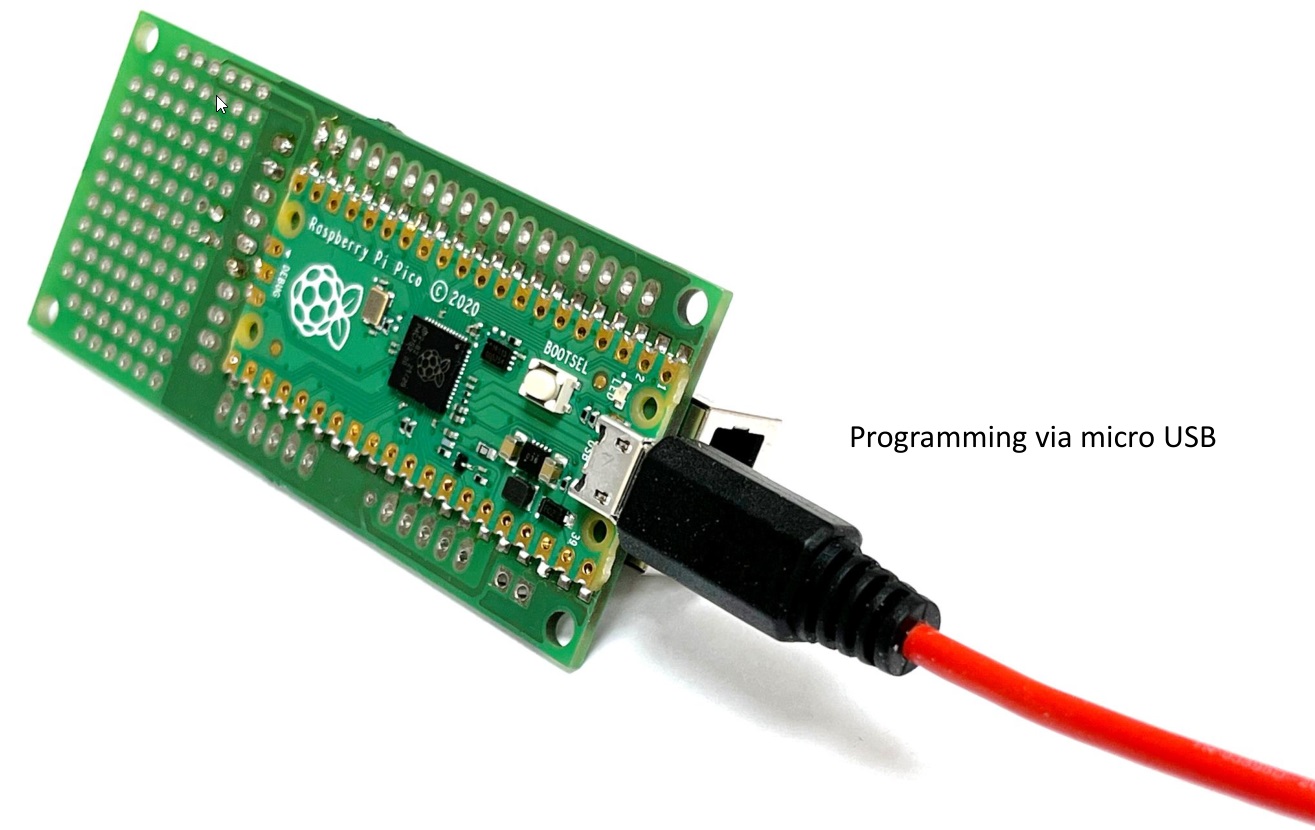 Raspberry Pi Pico © 2020
DEBUG
BOOTSEL
LED
2
1
USB
39
Programming via micro USB